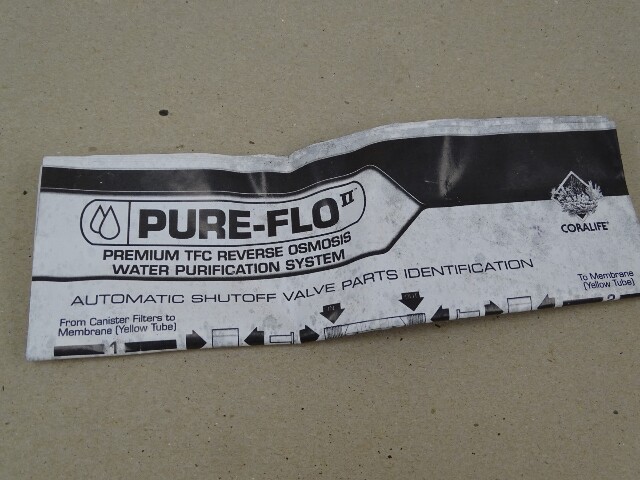 PURE-FLO II
PREMIUM TFC REVERSE OSMOSIS
WATER PURIFICATION SYSTEM
CORALIFE®
AUTOMATIC SHUTOFF VALVE PARTS IDENTIFICATION
From Canister Filters to
Membrane (Yellow Tube)
To Membrane
(Yellow Tube)
1
2